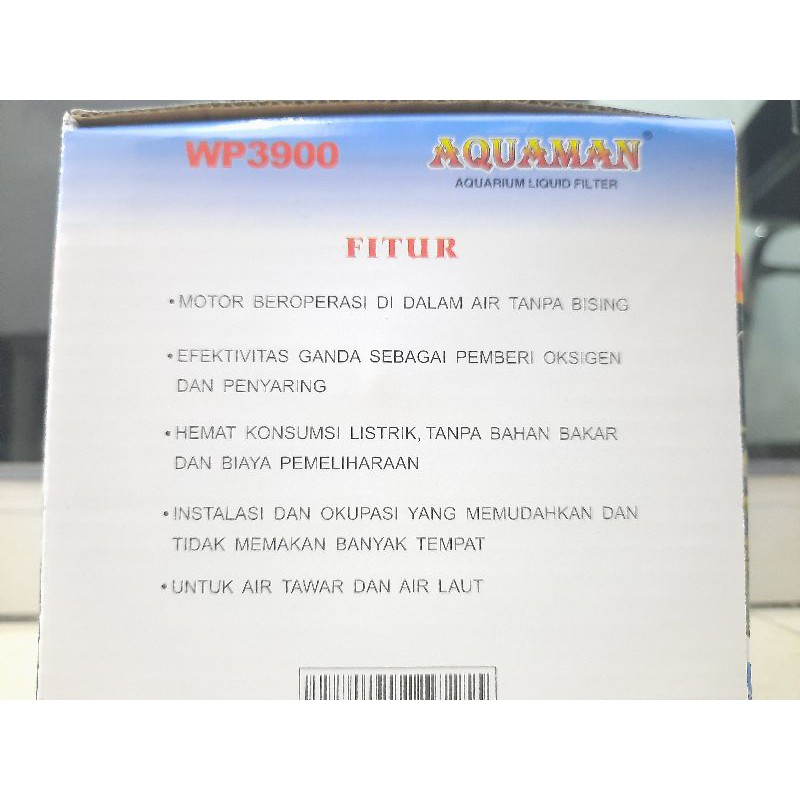 WP3900
AQUAMAN®
AQUARIUM LIQUID FILTER
FITUR
•MOTOR BEROPERASI DI DALAM AIR TANPA BISING
•EFEKTIVITAS GANDA SEBAGAI PEMBERI OKSIGEN
DAN PENYARING
•HEMAT KONSUMSI LISTRIK, TANPA BAHAN BAKAR
DAN BIAYA PEMELIHARAAN
•INSTALASI DAN OKUPASI YANG MEMUDAHKAN DAN
TIDAK MEMAKAN BANYAK TEMPAT
•UNTUK AIR TAWAR DAN AIR LAUT